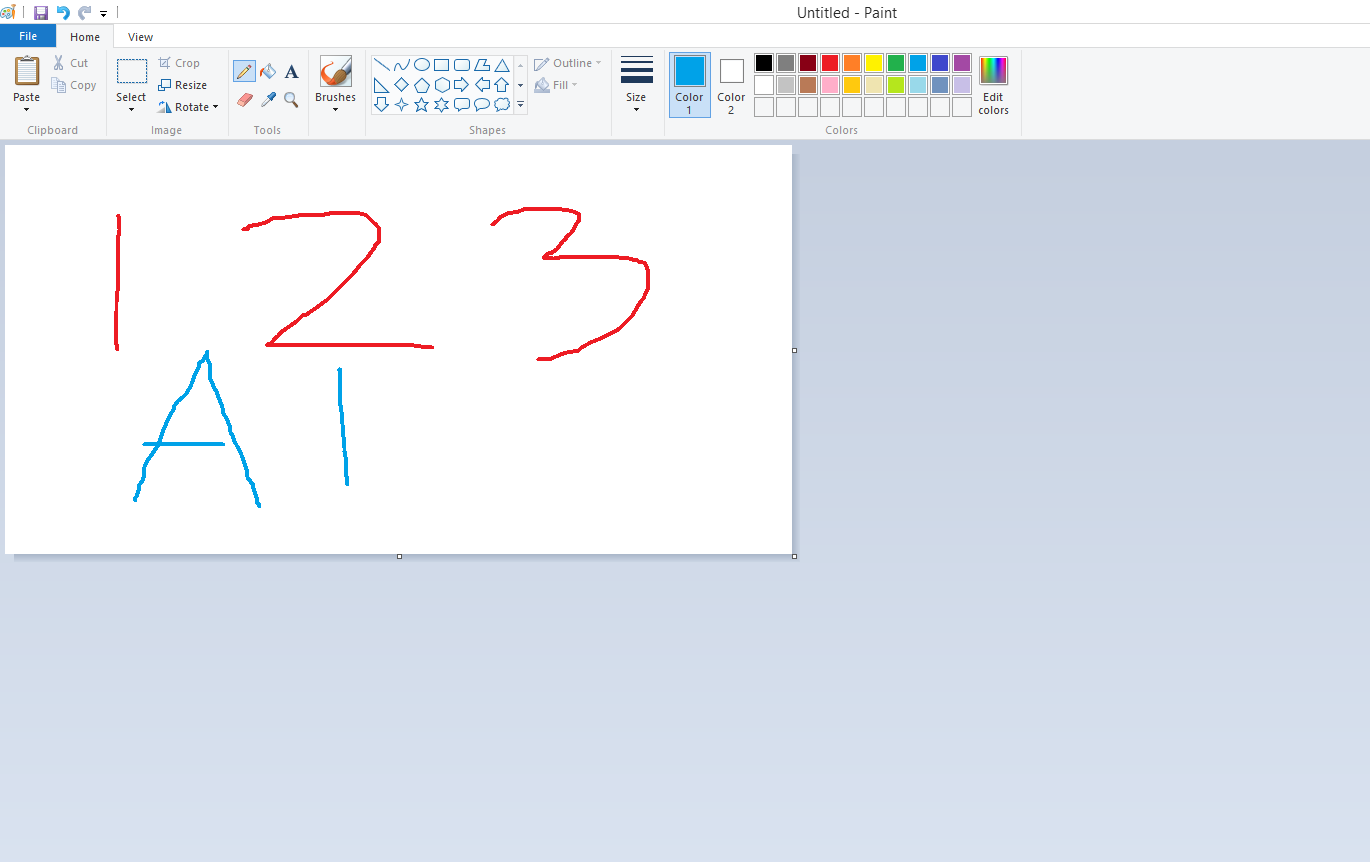 Untitled - Paint
File Home View
Paste Cut Copy Select Crop Resize Rotate A Brushes Outline Fill Size Color 1 Color 2 Edit colors
Clipboard Image Tools Shapes Colors
1 2 3
A I